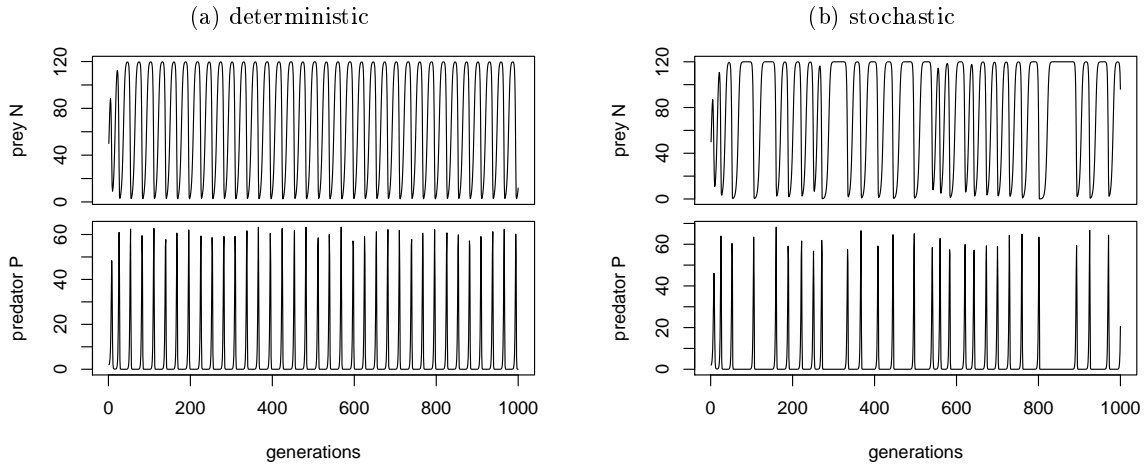 (a) deterministic
prey N
0 40 80 120
predator P
0 20 40 60
0 200 400 600 800 1000
generations
(b) stochastic
prey N
0 40 80 120
predator P
0 20 40 60
0 200 400 600 800 1000
generations